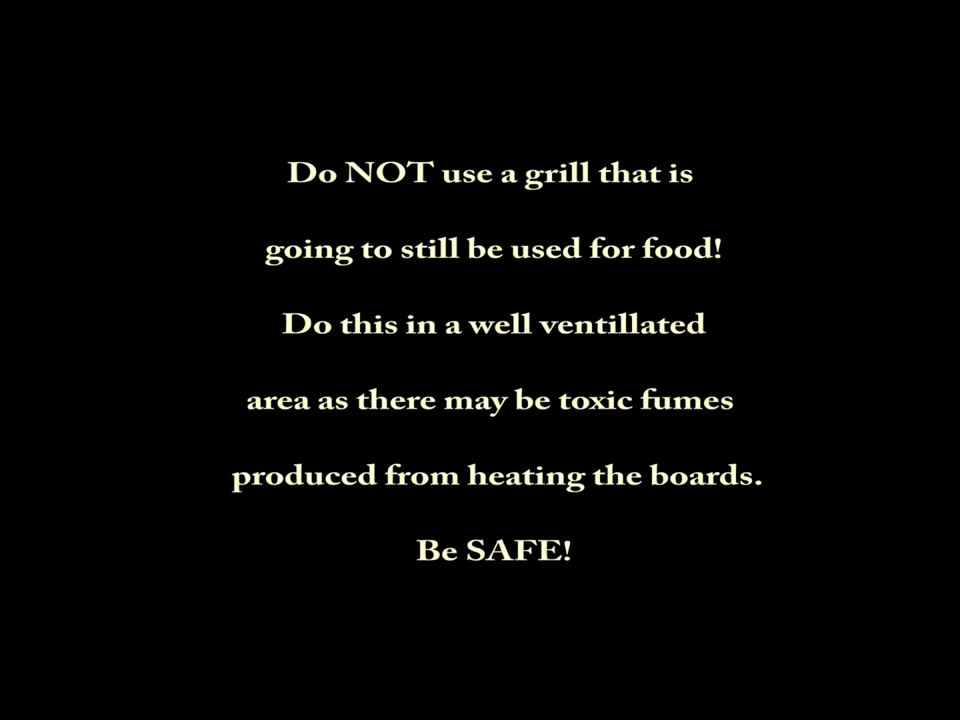 Do NOT use a grill that is
going to still be used for food!
Do this in a well ventillated
area as there may be toxic fumes
produced from heating the boards.
Be SAFE!